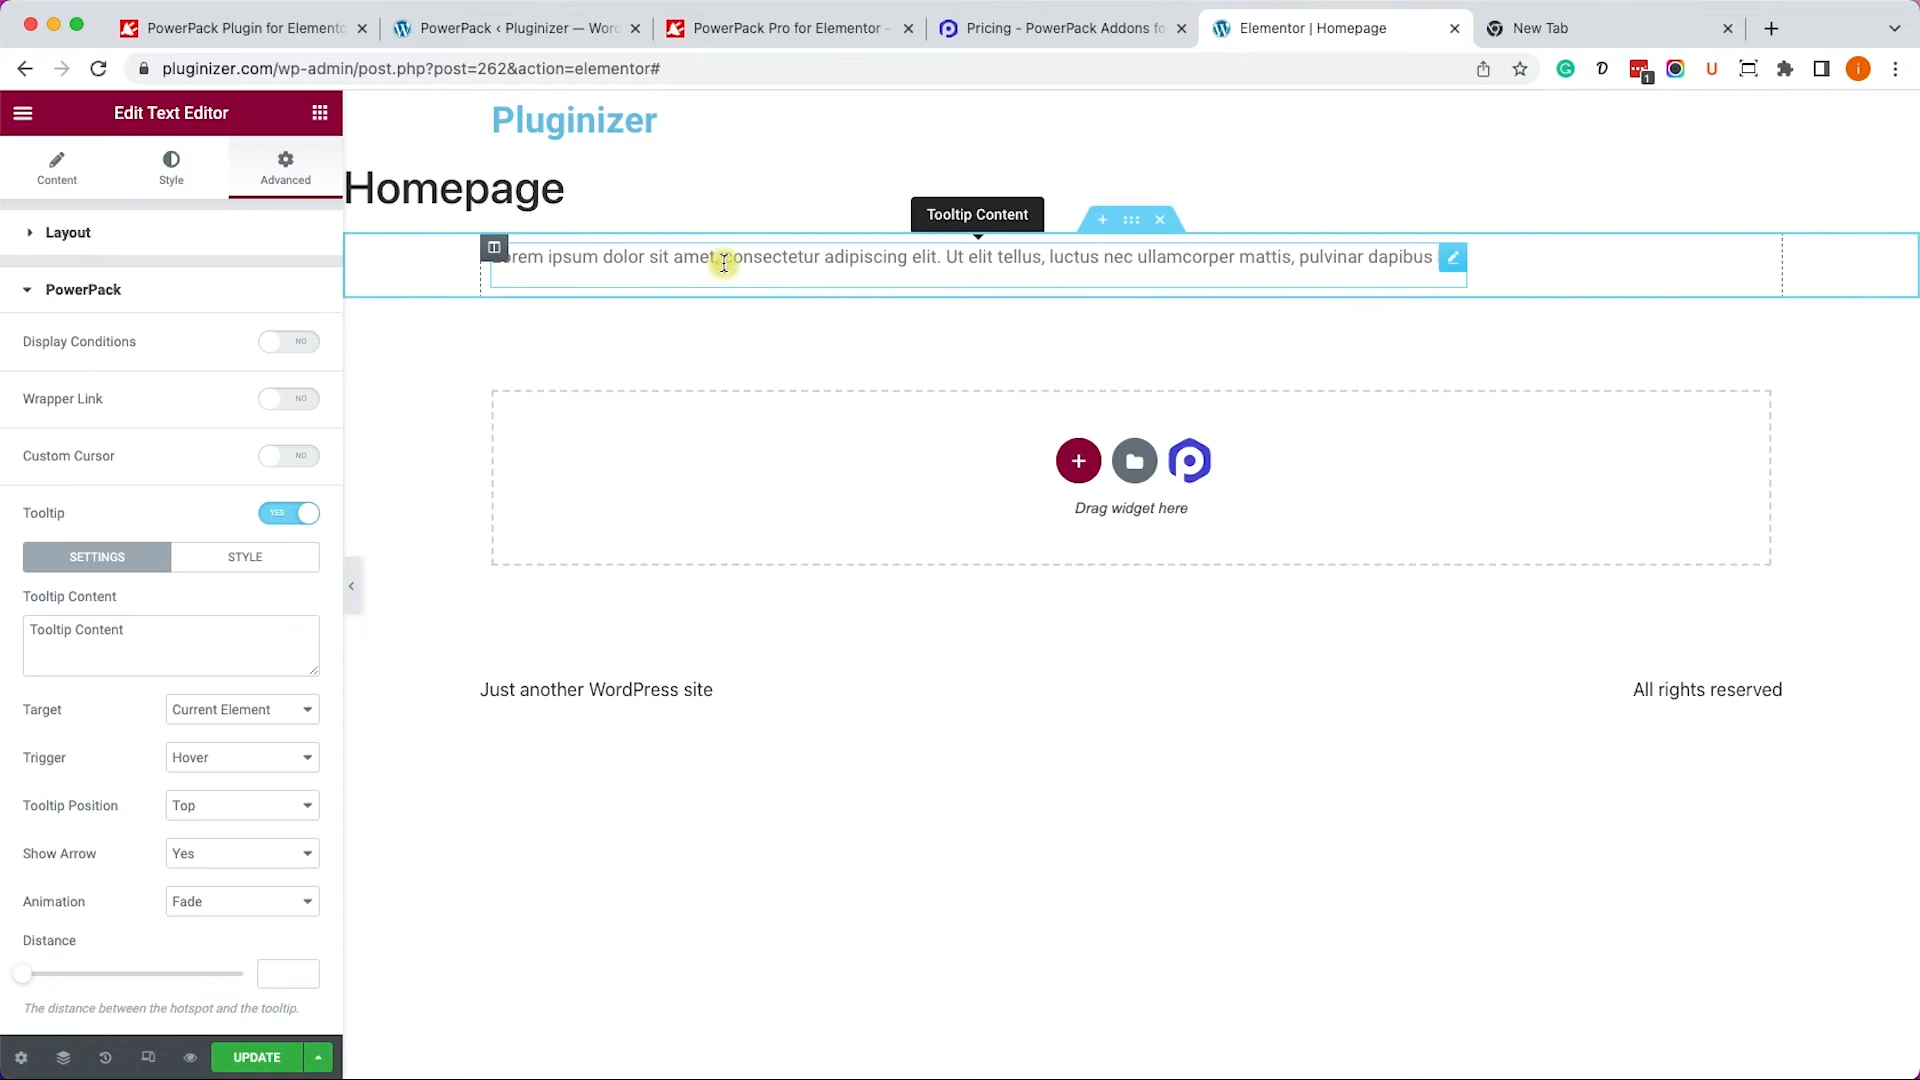 PowerPack Plugin for Elemento
PowerPack ‹ Pluginizer — Word
PowerPack Pro for Elementor -
Pricing - PowerPack Addons fo
Elementor | Homepage
New Tab
pluginizer.com/wp-admin/post.php?post=262&action=elementor#
1
U
i
Edit Text Editor
Content
Style
Advanced
Layout
PowerPack
Display Conditions
NO
Wrapper Link
NO
Custom Cursor
NO
Tooltip
YES
SETTINGS
STYLE
Tooltip Content
Tooltip Content
Target
Current Element
Trigger
Hover
Tooltip Position
Top
Show Arrow
Yes
Animation
Fade
Distance
The distance between the hotspot and the tooltip.
UPDATE
Pluginizer
Homepage
Tooltip Content
orem ipsum dolor sit amet, consectetur adipiscing elit. Ut elit tellus, luctus nec ullamcorper mattis, pulvinar dapibus
Drag widget here
Just another WordPress site
All rights reserved